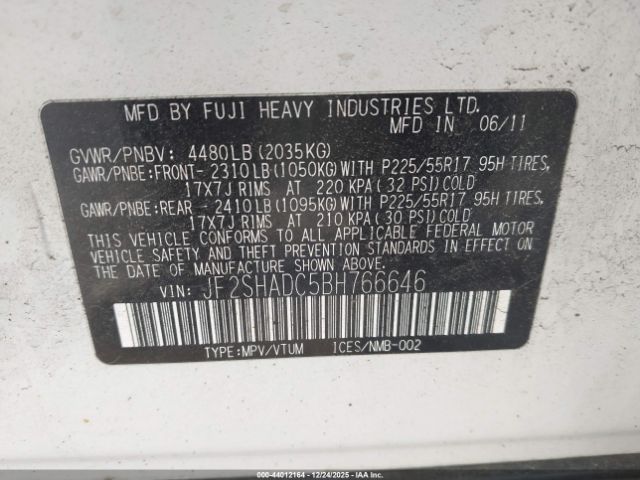 MFD BY FUJI HEAVY INDUSTRIES LTD.
MFD IN 06/11
GVWR/PNBV: 4480LB(2035KG)
GAWR/PNBE:FRONT- 2310LB(1050KG)WITH P225/55R17 95H TIRES,
17X7J RIMS AT 220 KPA(32 PSI)COLD
GAWR/PNBE:REAR - 2410LB(1095KG)WITH P225/55R17 95H TIRES,
17X7J RIMS AT 210 KPA(30 PSI)COLD
THIS VEHICLE CONFORMS TO ALL APPLICABLE FEDERAL MOTOR
VEHICLE SAFETY AND THEFT PREVENTION STANDARDS IN EFFECT ON
THE DATE OF MANUFACTURE SHOWN ABOVE.
VIN: JF2SHADC5BH766646
TYPE:MPV/VTUM ICES/NMB-002
000-44012164 - 12/24/2025 - IAAI.COM